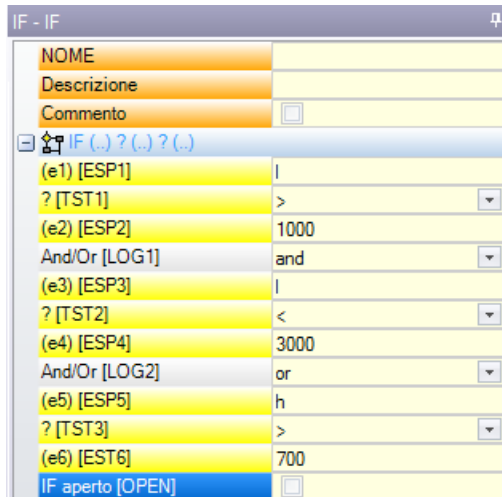 IF - IF
NOME
Descrizione
Commento
IF (..) ? (..) ? (..)
(e1) [ESP1] l
? [TST1] >
(e2) [ESP2] 1000
And/Or [LOG1] and
(e3) [ESP3] l
? [TST2] <
(e4) [ESP4] 3000
And/Or [LOG2] or
(e5) [ESP5] h
? [TST3] >
(e6) [EST6] 700
IF aperto [OPEN]